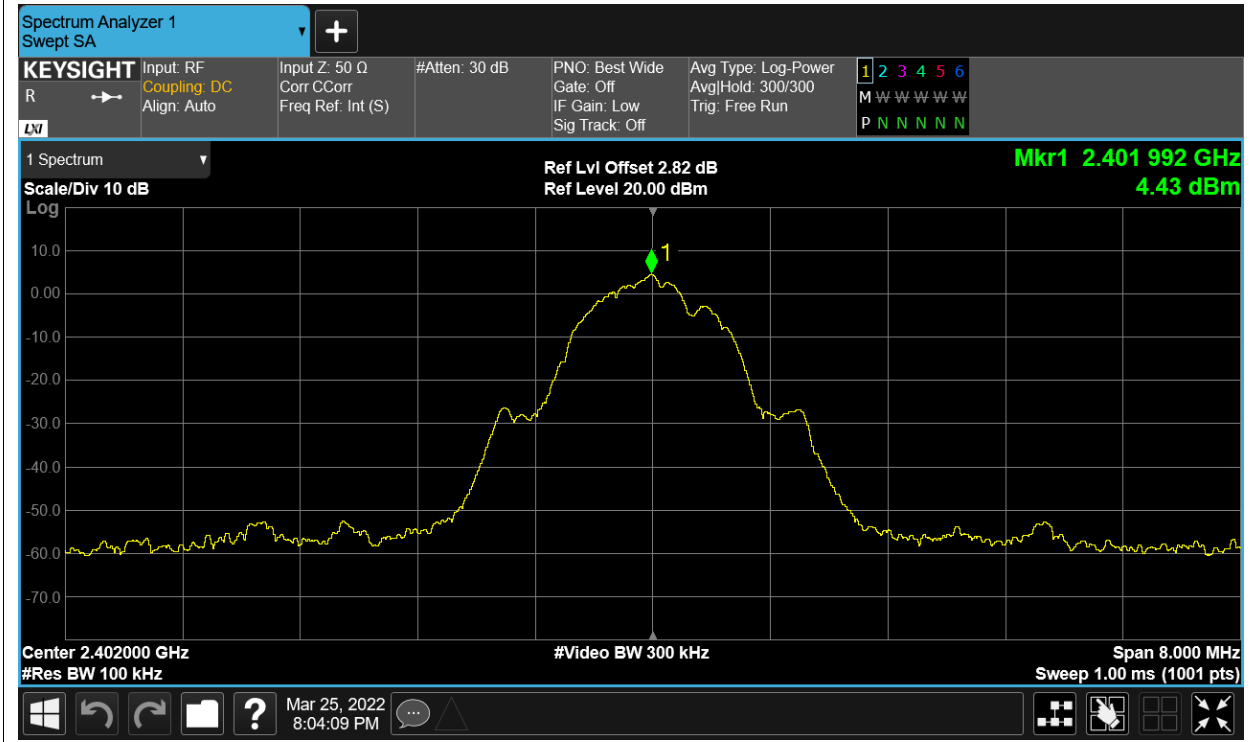 Spectrum Analyzer 1
Swept SA
KEYSIGHT
R
LXI
Input: RF
Coupling: DC
Align: Auto
Input Z: 50 Ω
Corr CCorr
Freq Ref: Int (S)
#Atten: 30 dB
PNO: Best Wide
Gate: Off
IF Gain: Low
Sig Track: Off
Avg Type: Log-Power
Avg|Hold: 300/300
Trig: Free Run
1 2 3 4 5 6
M W W W W W
P N N N N N
1 Spectrum
Scale/Div 10 dB
Log
Ref Lvl Offset 2.82 dB
Ref Level 20.00 dBm
Mkr1 2.401 992 GHz
4.43 dBm
1
10.0
0.00
-10.0
-20.0
-30.0
-40.0
-50.0
-60.0
-70.0
Center 2.402000 GHz
#Video BW 300 kHz
Span 8.000 MHz
#Res BW 100 kHz
Sweep 1.00 ms (1001 pts)
?
Mar 25, 2022
8:04:09 PM